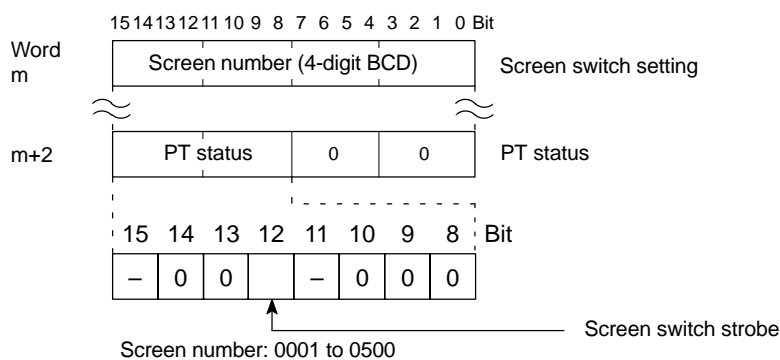 15 14 13 12 11 10 9 8 7 6 5 4 3 2 1 0 Bit
Word
m
Screen number (4-digit BCD)
Screen switch setting
m+2
PT status 0 0
PT status
15 14 13 12 11 10 9 8 Bit
– 0 0 – 0 0 0
Screen switch strobe
Screen number: 0001 to 0500